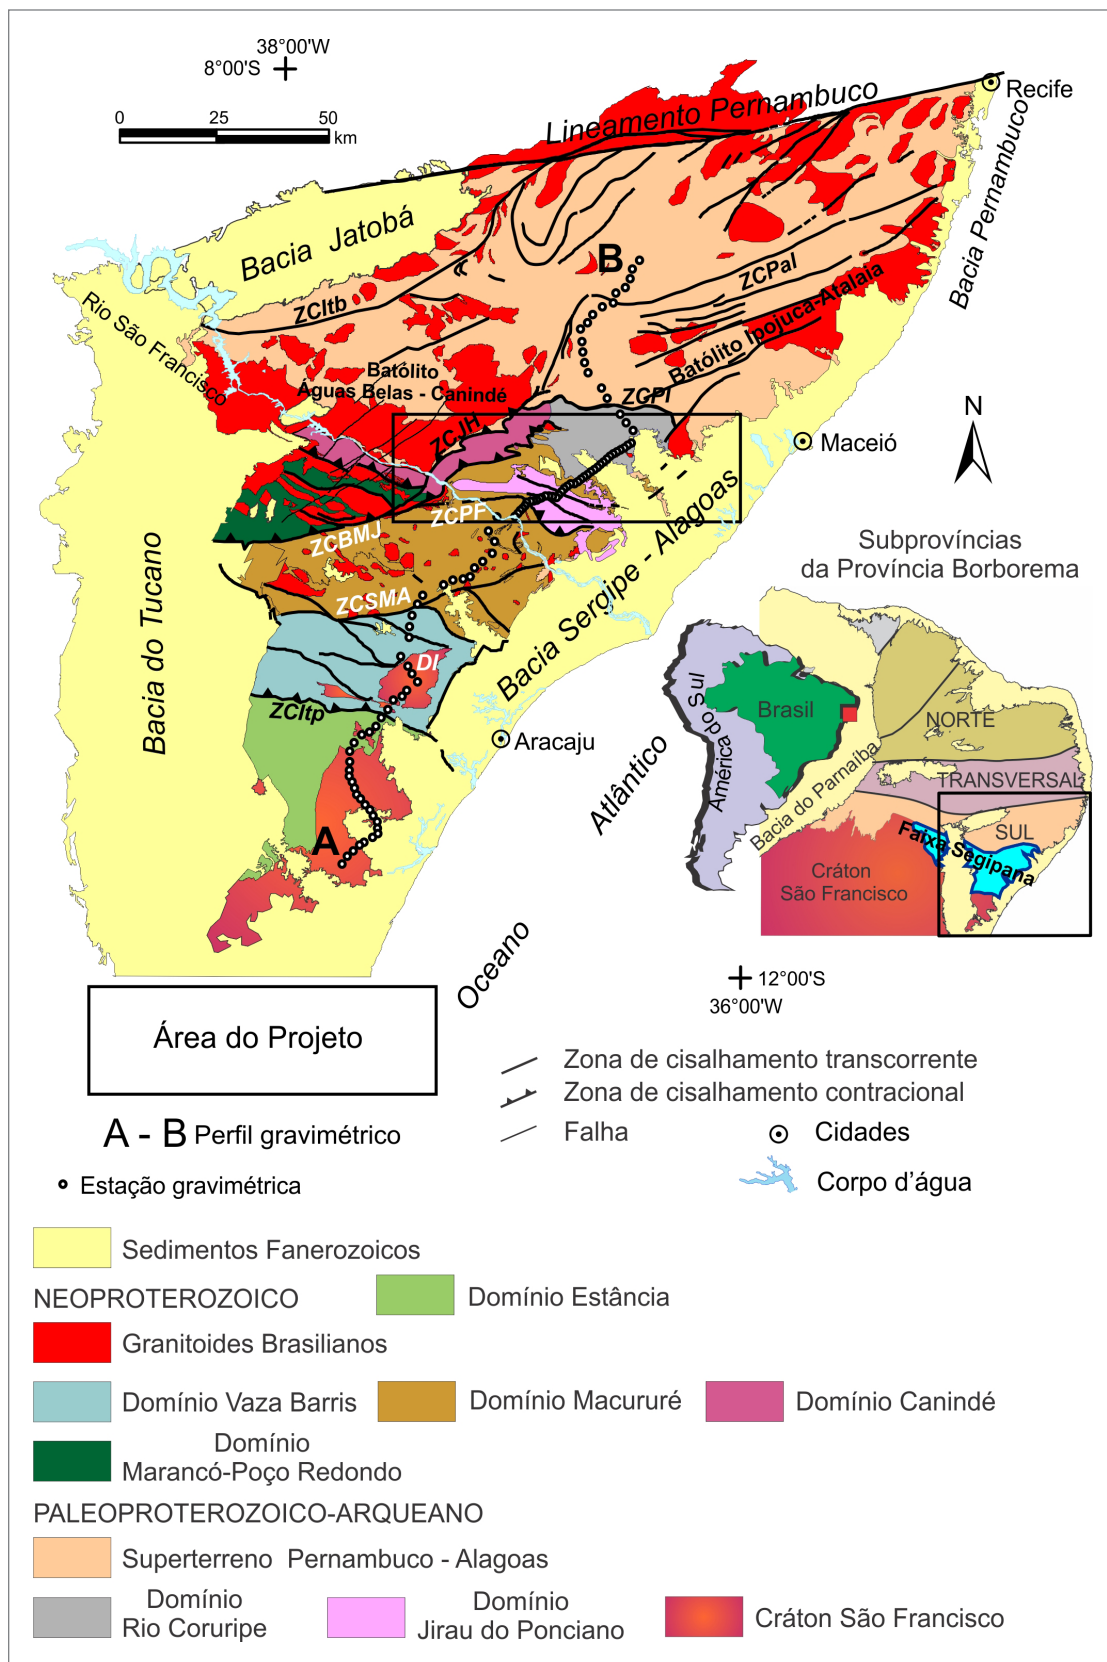 38°00'W
8°00'S
0 25 50
km
Recife
Lineamento Pernambuco
Bacia Pernambuco
Bacia Jatobá
B
ZCPal
ZCItb
Rio São Francisco
Batólito Ipojuca-Atalaia
Batólito
Águas Belas - Canindé
ZCPI
ZCJH
N
Maceió
ZCPF
ZCBMJ
Bacia Sergipe - Alagoas
Bacia do Tucano
ZCSMA
DI
ZCItp
Aracaju
A
Oceano
Atlântico
Subprovíncias
da Província Borborema
América do Sul
Brasil
Bacia do Parnaíba
NORTE
TRANSVERSAL
SUL
Faixa Segipana
Cráton
São Francisco
12°00'S
36°00'W
Área do Projeto
Zona de cisalhamento transcorrente
Zona de cisalhamento contracional
A - B Perfil gravimétrico
Falha
Cidades
Estação gravimétrica
Corpo d'água
Sedimentos Fanerozoicos
NEOPROTEROZOICO
Domínio Estância
Granitoides Brasilianos
Domínio Vaza Barris
Domínio Macururé
Domínio Canindé
Domínio
Marancó-Poço Redondo
PALEOPROTEROZOICO-ARQUEANO
Superterreno Pernambuco - Alagoas
Domínio
Rio Coruripe
Domínio
Jirau do Ponciano
Cráton São Francisco